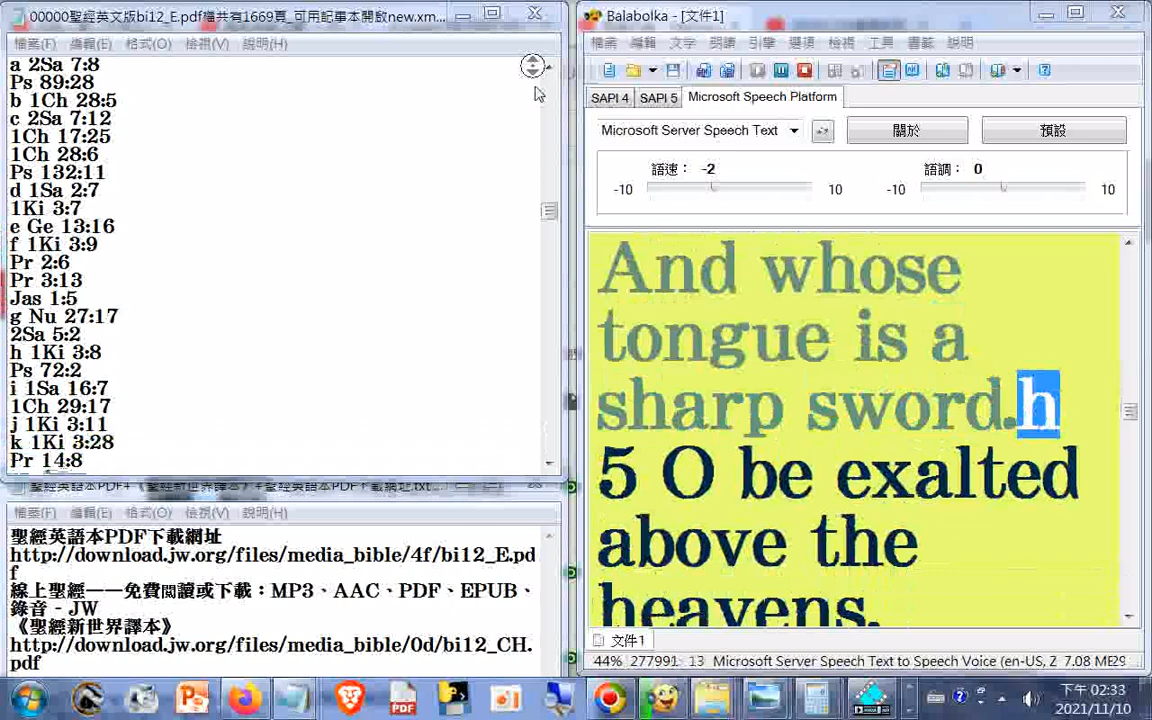 00000聖經英文版bi12_E.pdf檔共有1669頁_可用記事本開啟new.xm...
檔案(F) 編輯(E) 格式(O) 檢視(V) 說明(H)
a 2Sa 7:8
Ps 89:28
b 1Ch 28:5
c 2Sa 7:12
1Ch 17:25
1Ch 28:6
Ps 132:11
d 1Sa 2:7
1Ki 3:7
e Ge 13:16
f 1Ki 3:9
Pr 2:6
Pr 3:13
Jas 1:5
g Nu 27:17
2Sa 5:2
h 1Ki 3:8
Ps 72:2
i 1Sa 16:7
1Ch 29:17
j 1Ki 3:11
k 1Ki 3:28
Pr 14:8
檔案(F) 編輯(E) 格式(O) 檢視(V) 說明(H)
聖經英語本PDF下載網址
http://download.jw.org/files/media_bible/4f/bi12_E.pd
f
線上聖經——免費閱讀或下載：MP3、AAC、PDF、EPUB、
錄音 - JW
《聖經新世界譯本》
http://download.jw.org/files/media_bible/0d/bi12_CH.
pdf
Balabolka - [文件1]
檔案 編輯 文字 朗讀 引擎 選項 檢視 工具 書籤 說明
SAPI 4 SAPI 5 Microsoft Speech Platform
Microsoft Server Speech Text 關於 預設
語速： -2 語調： 0
-10 10 -10 10
And whose
tongue is a
sharp sword.h
5 O be exalted
above the
heavens,
文件1
44% 277991: 13 Microsoft Server Speech Text to Speech Voice (en-US, Z 7.08 ME29
下午 02:33
2021/11/10